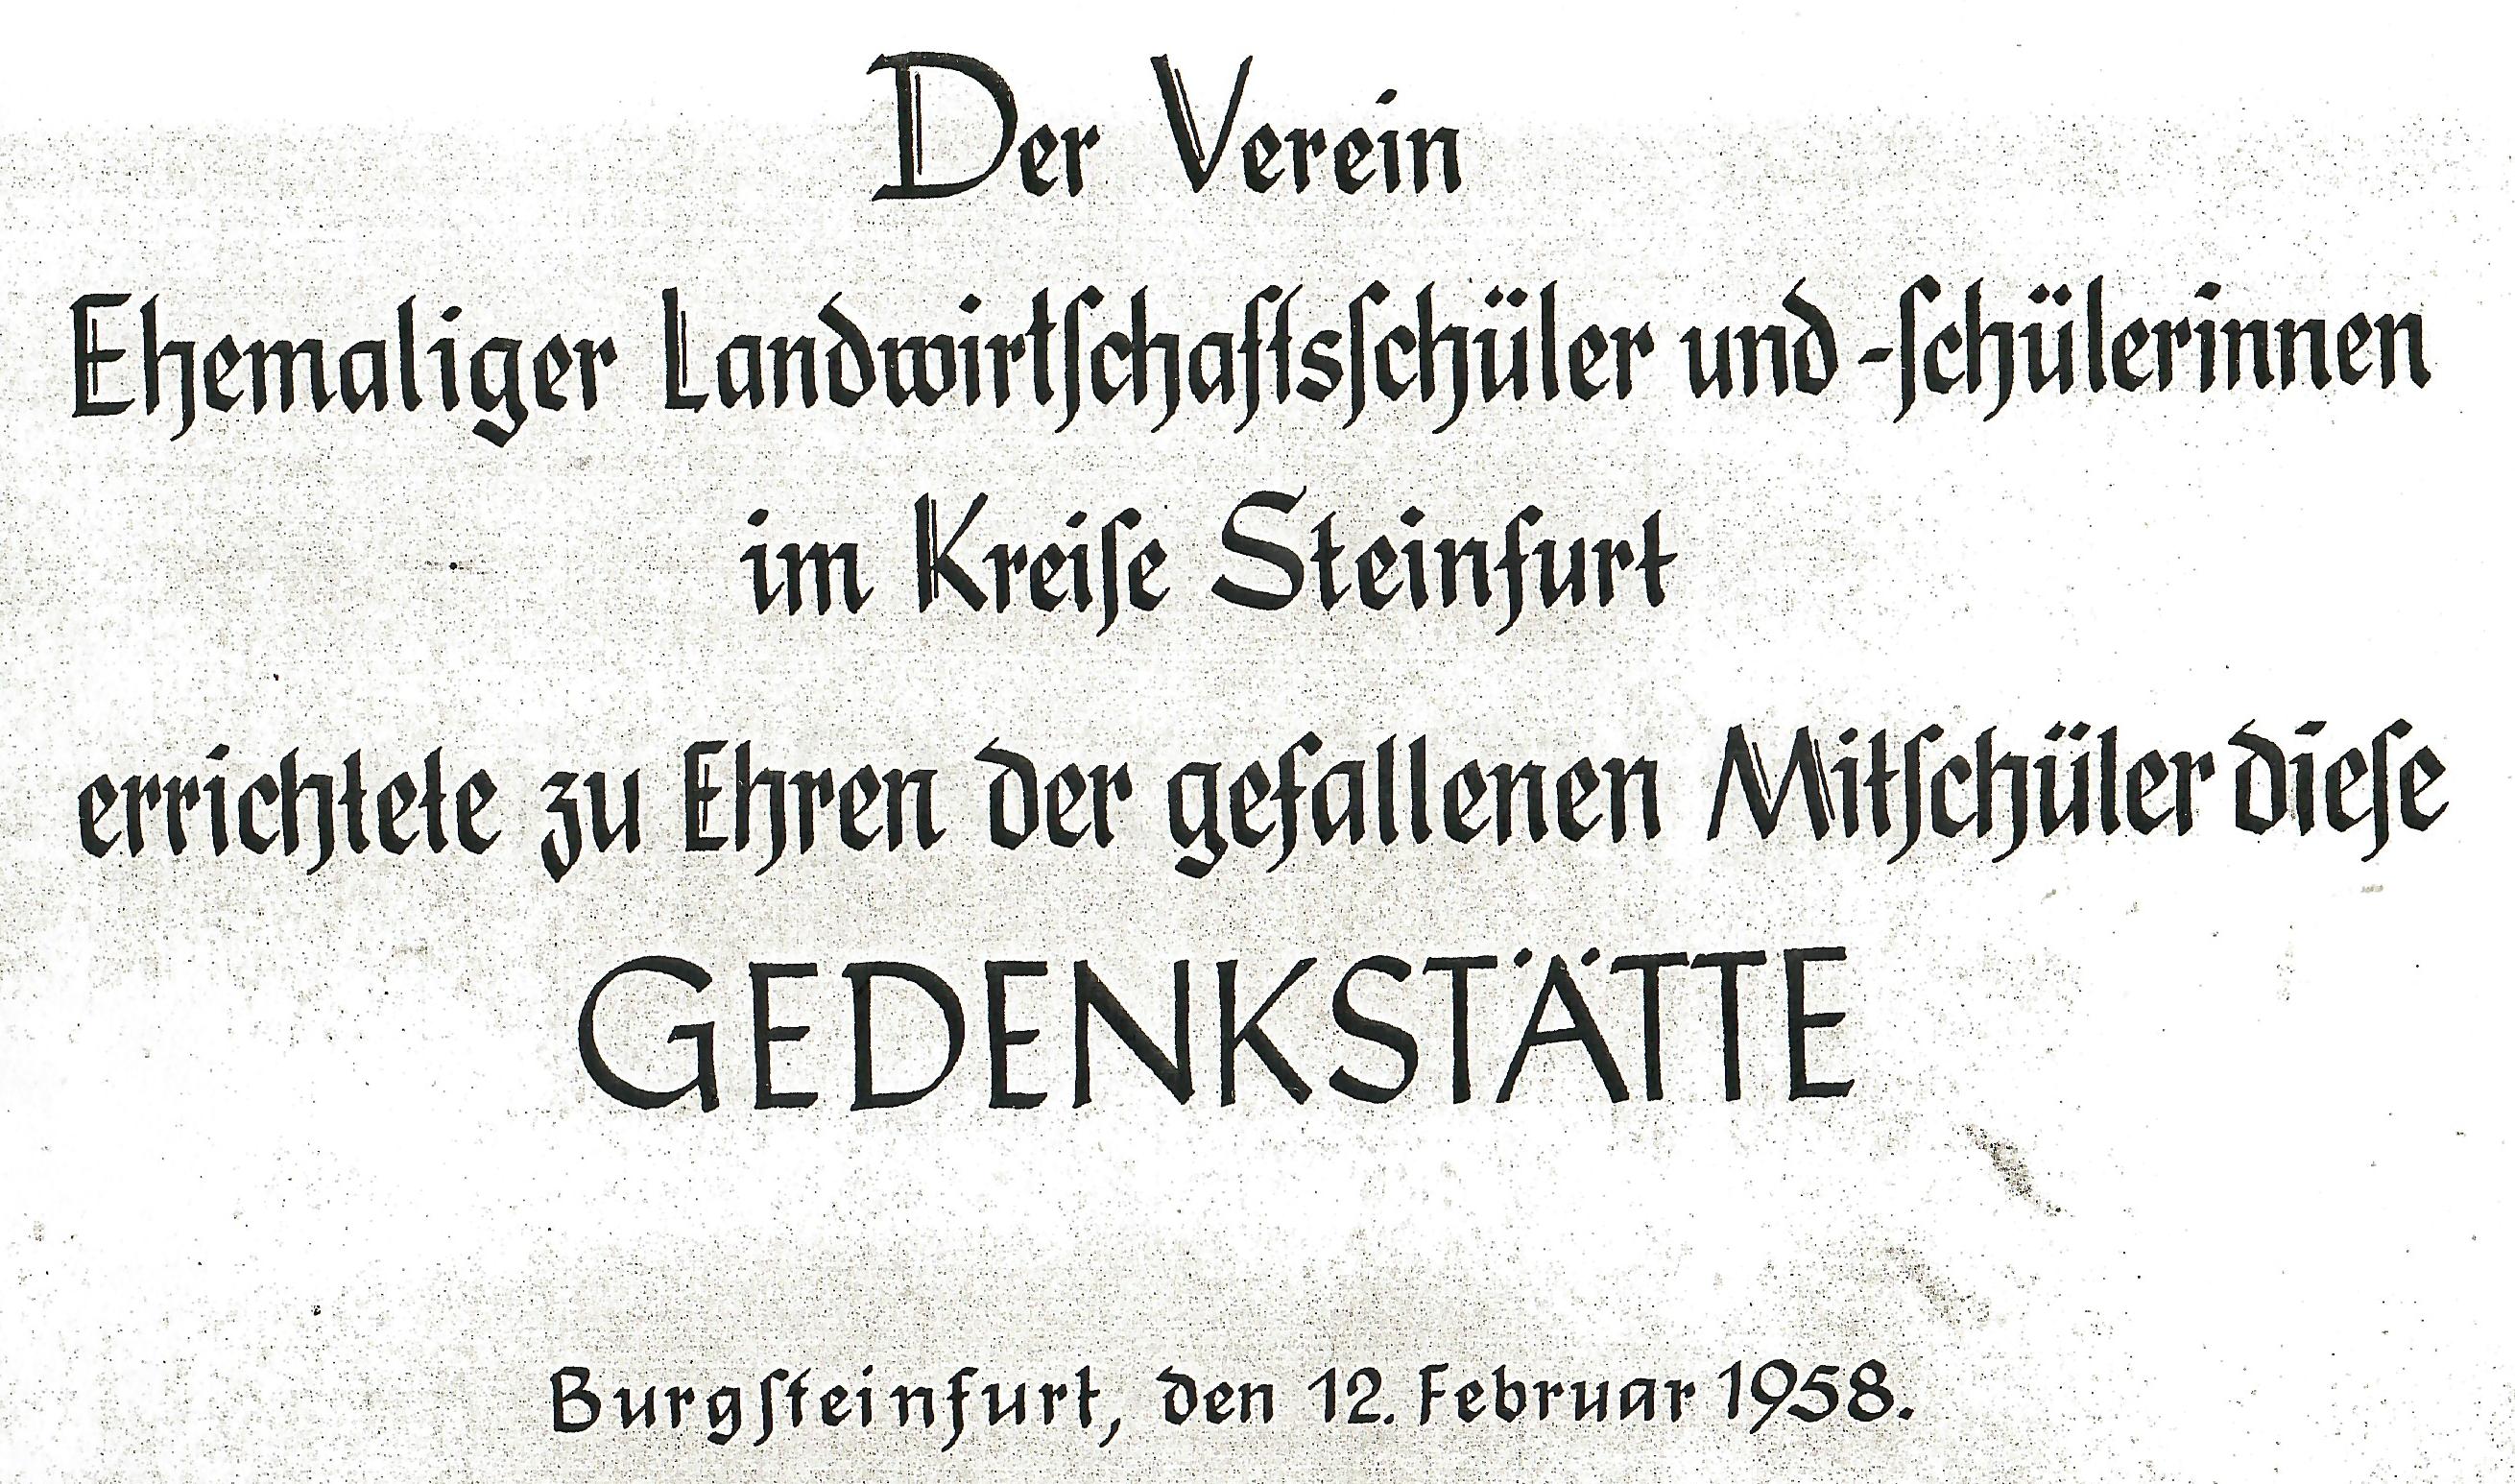 Der Verein
Ehemaliger Landwirtſchaftsſchüler und -ſchülerinnen
im Kreiſe Steinfurt
errichtete zu Ehren der gefallenen Mitſchüler dieſe
GEDENKSTÄTTE
Burgſteinfurt, den 12. Februar 1958.